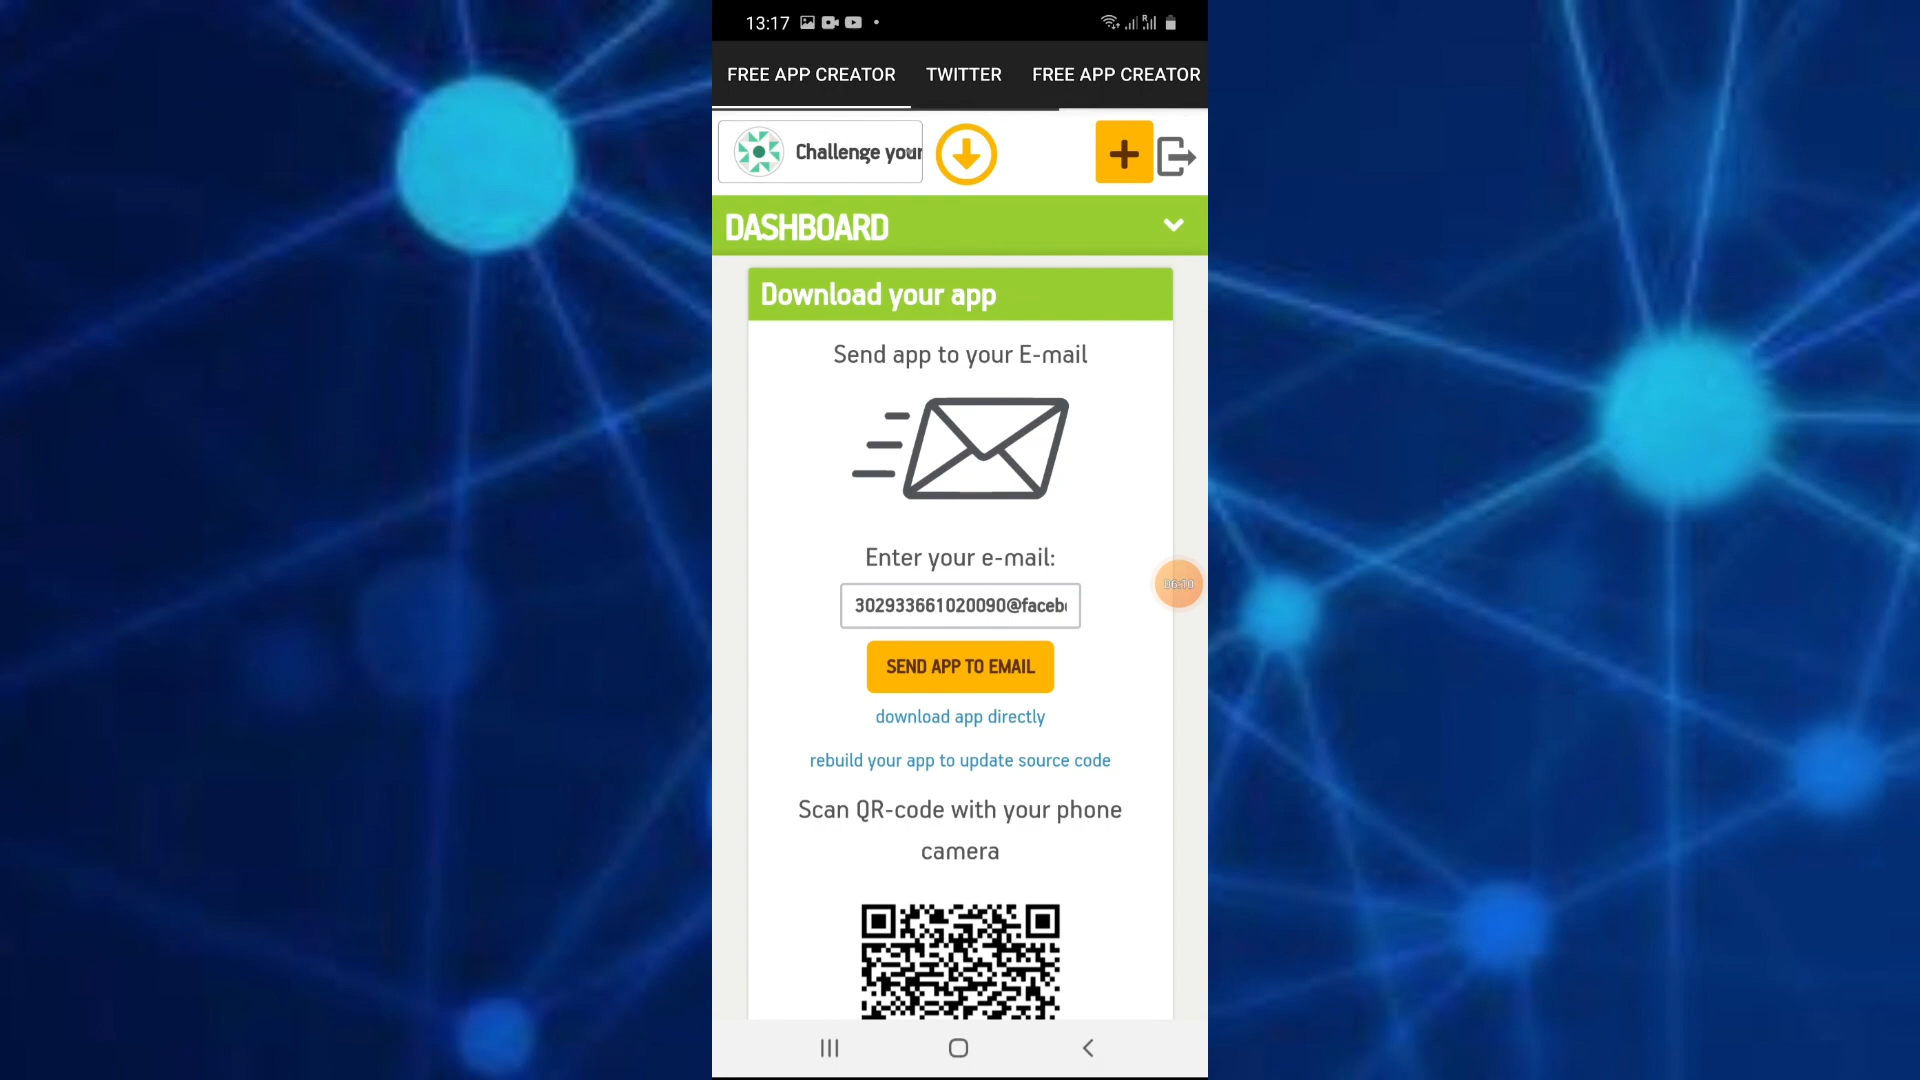 13:17
FREE APP CREATOR TWITTER FREE APP CREATOR
Challenge your
DASHBOARD
Download your app
Send app to your E-mail
Enter your e-mail:
302933661020090@faceb
06:10
SEND APP TO EMAIL
download app directly
rebuild your app to update source code
Scan QR-code with your phone
camera